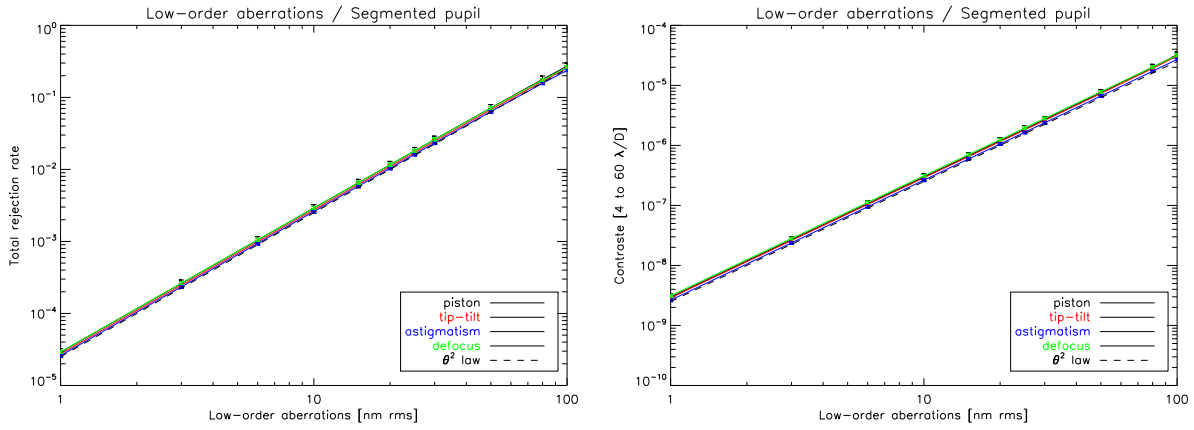 Low-order aberrations / Segmented pupil
Total rejection rate
10⁰
10⁻¹
10⁻²
10⁻³
10⁻⁴
10⁻⁵
piston
tip-tilt
astigmatism
defocus
θ² law
1
10
100
Low-order aberrations [nm rms]
Low-order aberrations / Segmented pupil
Contraste [4 to 60 λ/D]
10⁻⁴
10⁻⁵
10⁻⁶
10⁻⁷
10⁻⁸
10⁻⁹
10⁻¹⁰
piston
tip-tilt
astigmatism
defocus
θ² law
1
10
100
Low-order aberrations [nm rms]